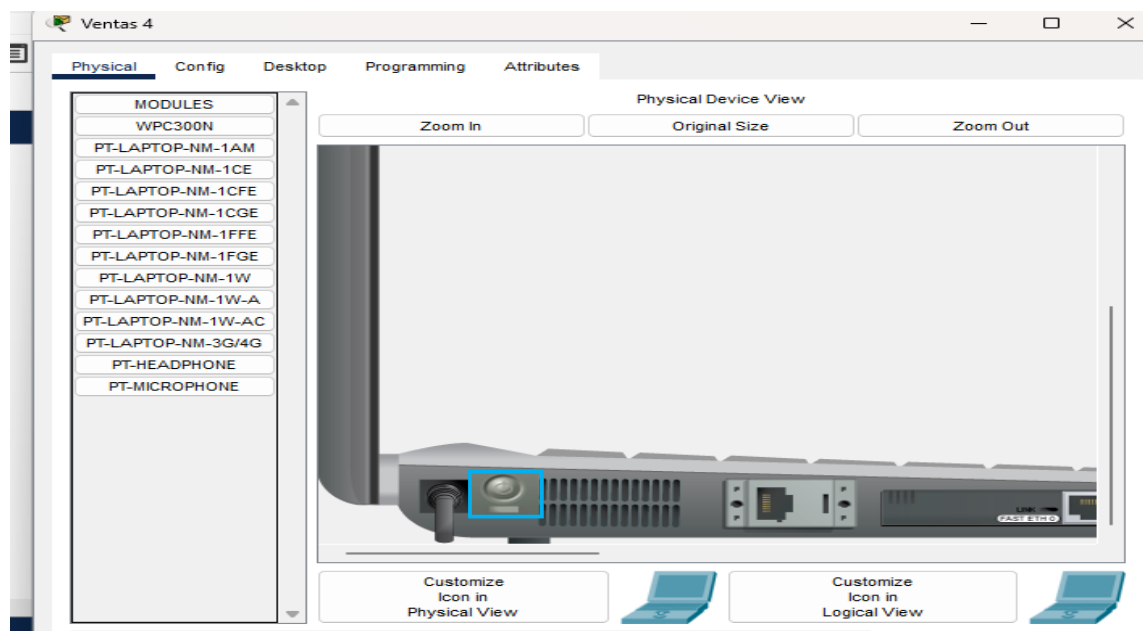 Ventas 4
Physical Config Desktop Programming Attributes
MODULES
WPC300N
PT-LAPTOP-NM-1AM
PT-LAPTOP-NM-1CE
PT-LAPTOP-NM-1CFE
PT-LAPTOP-NM-1CGE
PT-LAPTOP-NM-1FFE
PT-LAPTOP-NM-1FGE
PT-LAPTOP-NM-1W
PT-LAPTOP-NM-1W-A
PT-LAPTOP-NM-1W-AC
PT-LAPTOP-NM-3G/4G
PT-HEADPHONE
PT-MICROPHONE
Physical Device View
Zoom In Original Size Zoom Out
LINK
FAST ETH 0
Customize
Icon in
Physical View
Customize
Icon in
Logical View